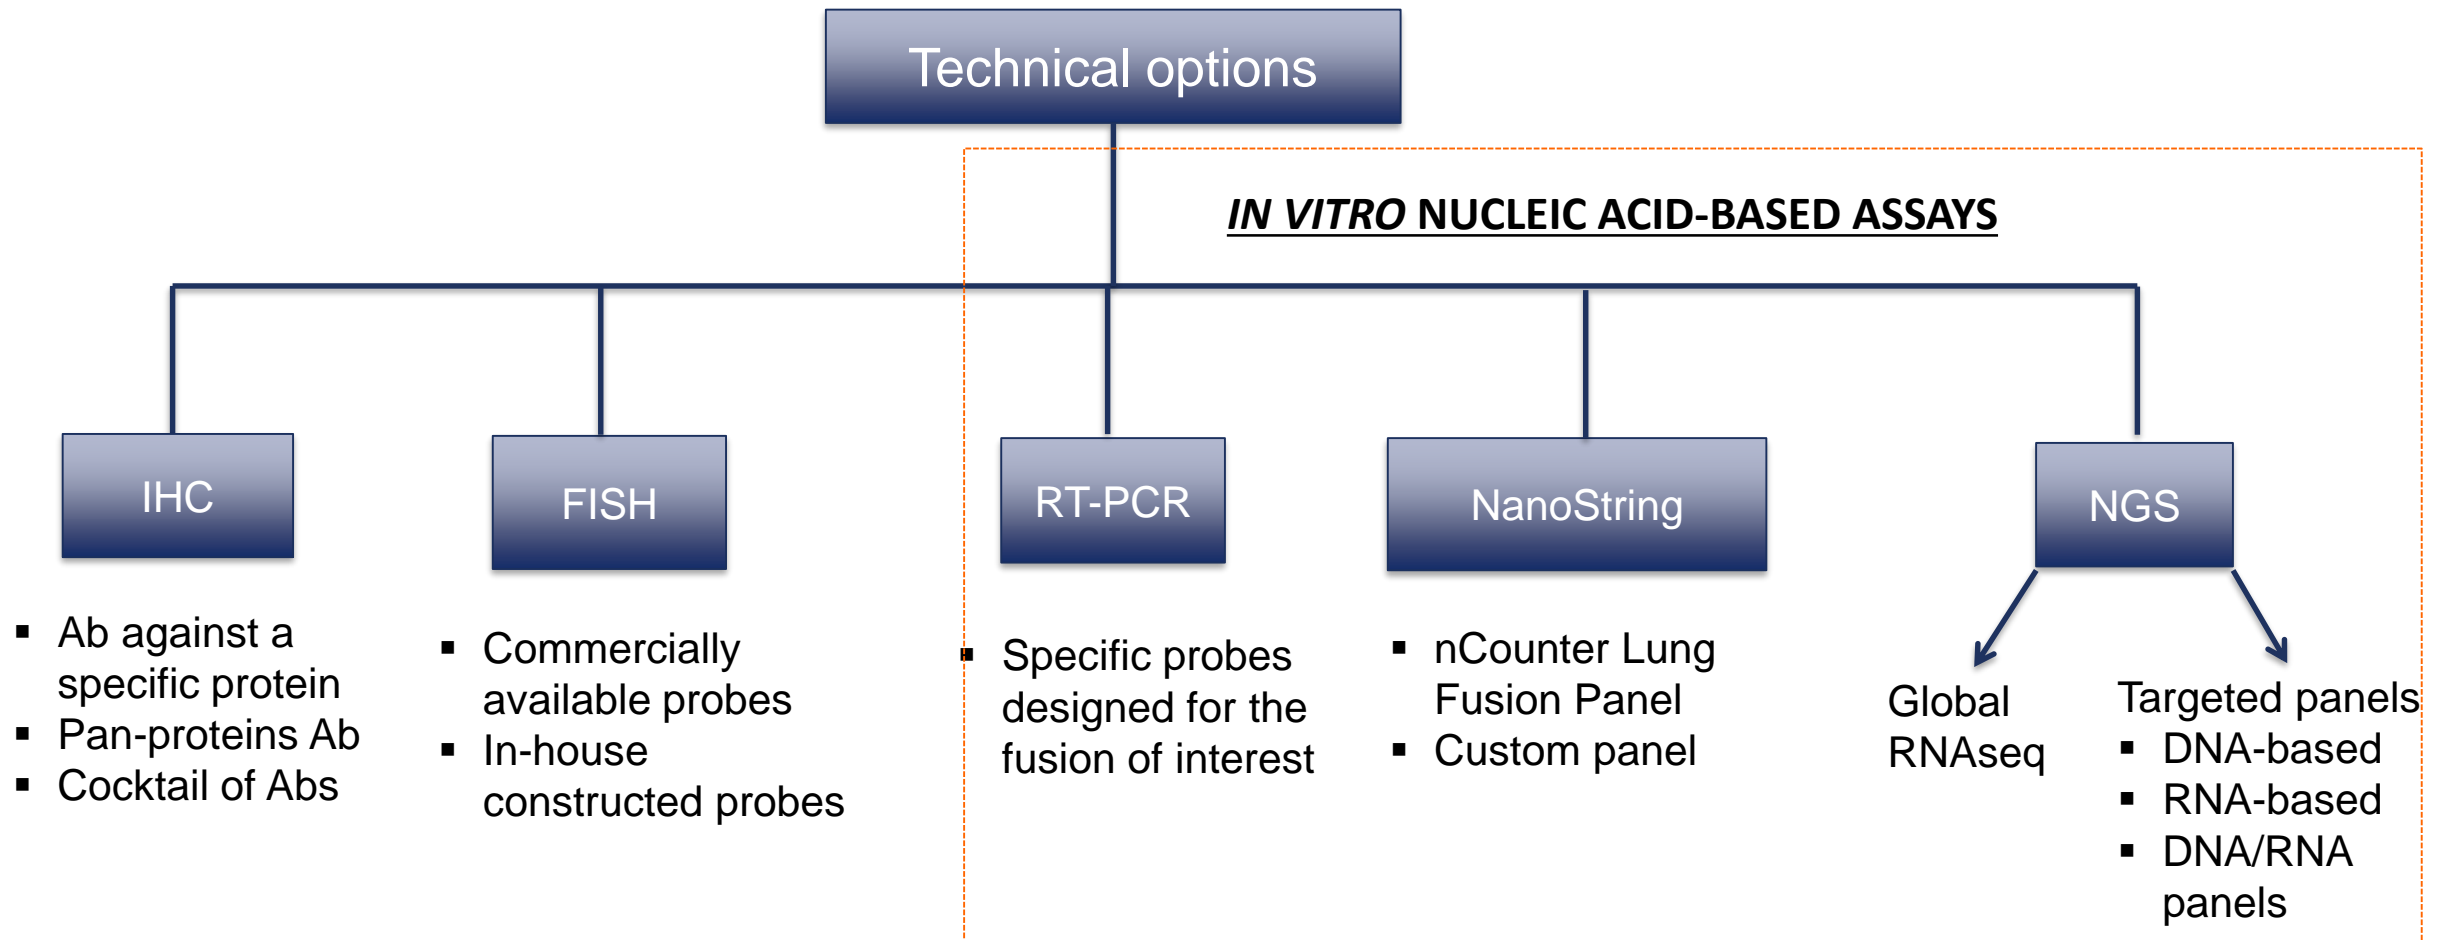 Technical options
IN VITRO NUCLEIC ACID-BASED ASSAYS
IHC
▪ Ab against a
specific protein
▪ Pan-proteins Ab
▪ Cocktail of Abs
FISH
▪ Commercially
available probes
▪ In-house
constructed probes
RT-PCR
▪ Specific probes
designed for the
fusion of interest
NanoString
▪ nCounter Lung
Fusion Panel
▪ Custom panel
NGS
Global
RNAseq
Targeted panels
▪ DNA-based
▪ RNA-based
▪ DNA/RNA
panels